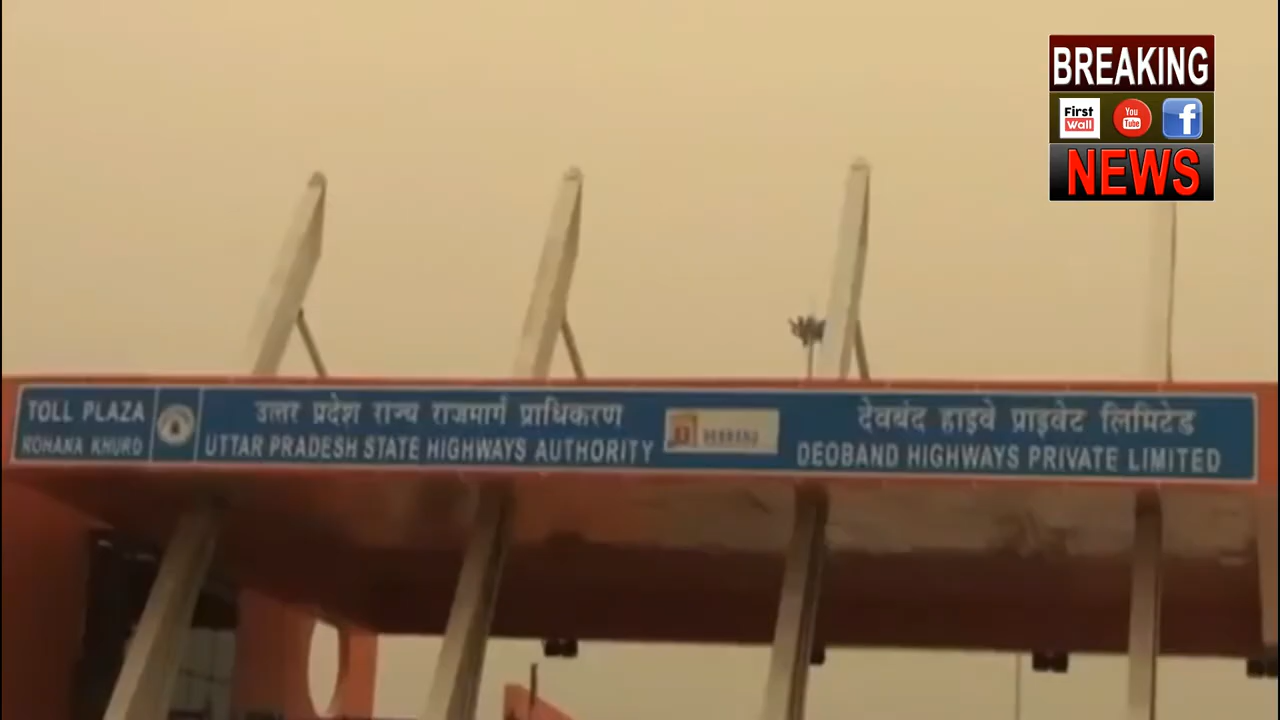 BREAKING
First
Wall
You
Tube
f
NEWS
TOLL PLAZA
ROHANA KHURD
उत्तर प्रदेश राज्य राजमार्ग प्राधिकरण
UTTAR PRADESH STATE HIGHWAYS AUTHORITY
देवबंद हाइवे प्राइवेट लिमिटेड
DEOBAND HIGHWAYS PRIVATE LIMITED